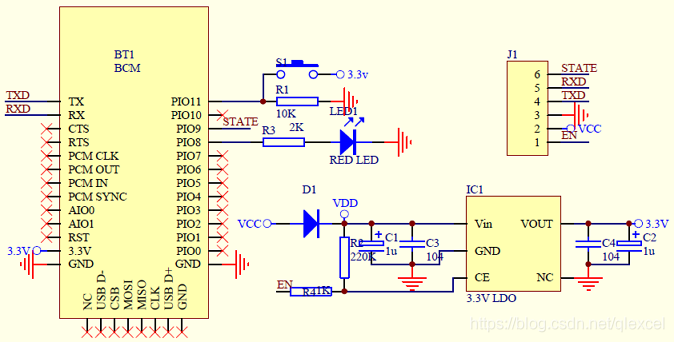 BT1
BCM
TXD
RXD
TX
RX
CTS
RTS
PCM CLK
PCM OUT
PCM IN
PCM SYNC
AIO0
AIO1
RST
3.3V
3.3V
GND
PIO11
PIO10
PIO9
PIO8
PIO7
PIO6
PIO5
PIO4
PIO3
PIO2
PIO1
PIO0
GND
NC
USB D-
CSB
MOSI
MISO
CLK
USB D+
GND
S1
3.3v
R1
10K
STATE
R3
2K
LED1
RED LED
J1
6 STATE
5 RXD
4 TXD
3
2 VCC
1 EN
D1
VCC
VDD
R2
220K
C1
1u
C3
104
EN
R4 1K
IC1
Vin
GND
CE
VOUT
NC
3.3V LDO
3.3V
C4
104
C2
1u
https://blog.csdn.net/qlexcel